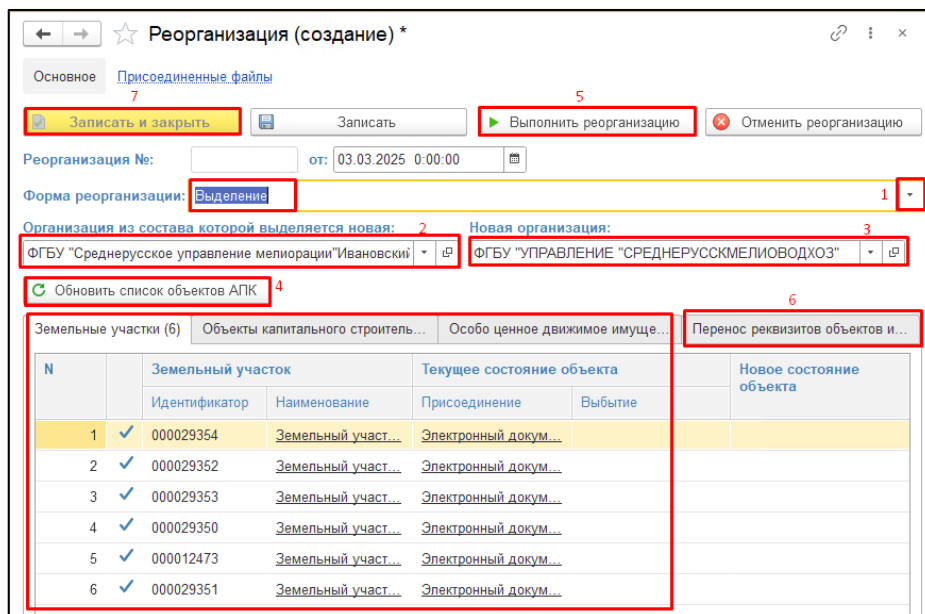 Реорганизация (создание) *
Основное Присоединенные файлы
7 5
Записать и закрыть Записать Выполнить реорганизацию Отменить реорганизацию
Реорганизация №: от: 03.03.2025 0:00:00
Форма реорганизации: Выделение 1
Организация из состава которой выделяется новая: 2 Новая организация: 3
ФГБУ "Среднерусское управление мелиорации"Ивановский ФГБУ "УПРАВЛЕНИЕ "СРЕДНЕРУССКМЕЛИОВОДХОЗ"
Обновить список объектов АПК 4
6
Земельные участки (6) Объекты капитального строитель... Особо ценное движимое имуще... Перенос реквизитов объектов и...
N Земельный участок Текущее состояние объекта Новое состояние
объекта
Идентификатор Наименование Присоединение Выбытие
1 000029354 Земельный участ... Электронный докум...
2 000029352 Земельный участ... Электронный докум...
3 000029353 Земельный участ... Электронный докум...
4 000029350 Земельный участ... Электронный докум...
5 000012473 Земельный участ... Электронный докум...
6 000029351 Земельный участ... Электронный докум...